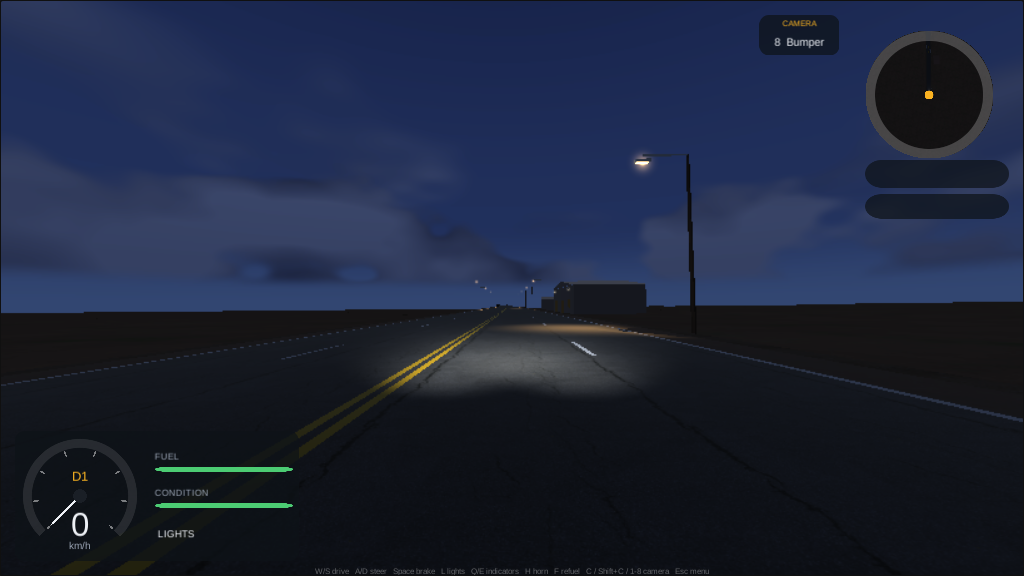 CAMERA
8 Bumper
FUEL
D1
CONDITION
0
km/h
LIGHTS
W/S drive A/D steer Space brake L lights Q/E indicators H horn F refuel C / Shift+C / 1-8 camera Esc menu